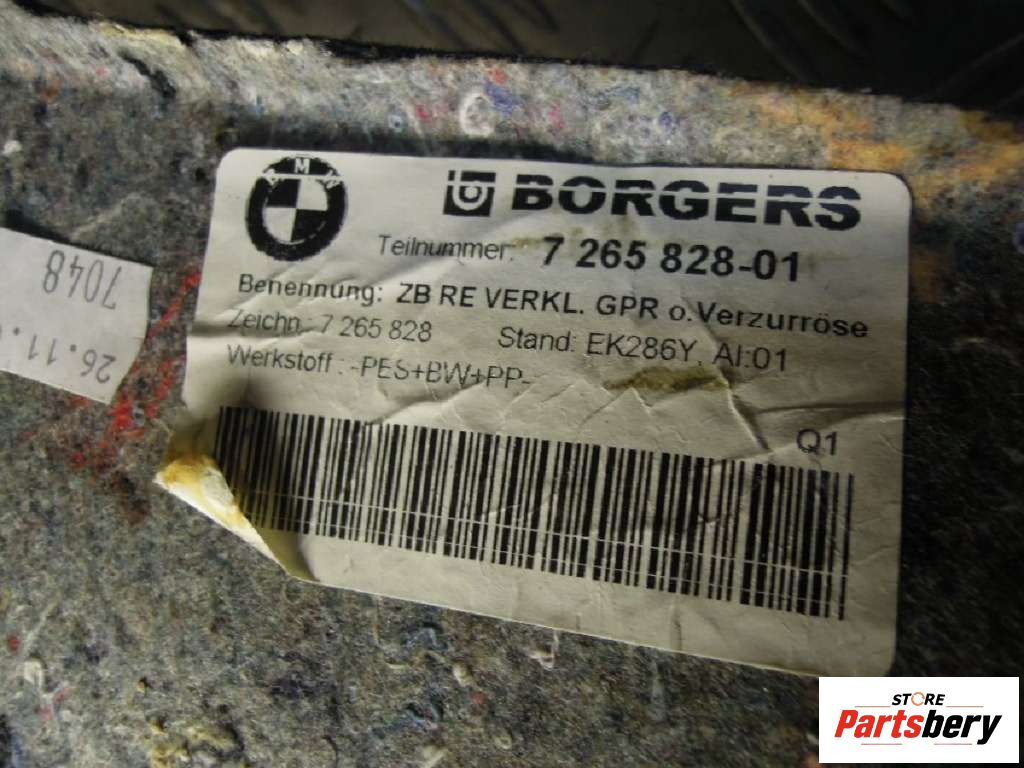 BMW
BORGERS
Teilnummer: 7 265 828-01
Benennung: ZB RE VERKL. GPR o. Verzurröse
Zeichn.: 7 265 828 Stand: EK286Y, AI:01
Werkstoff : -PES+BW+PP-
Q1
7048
26.11.
STORE
Partsbery